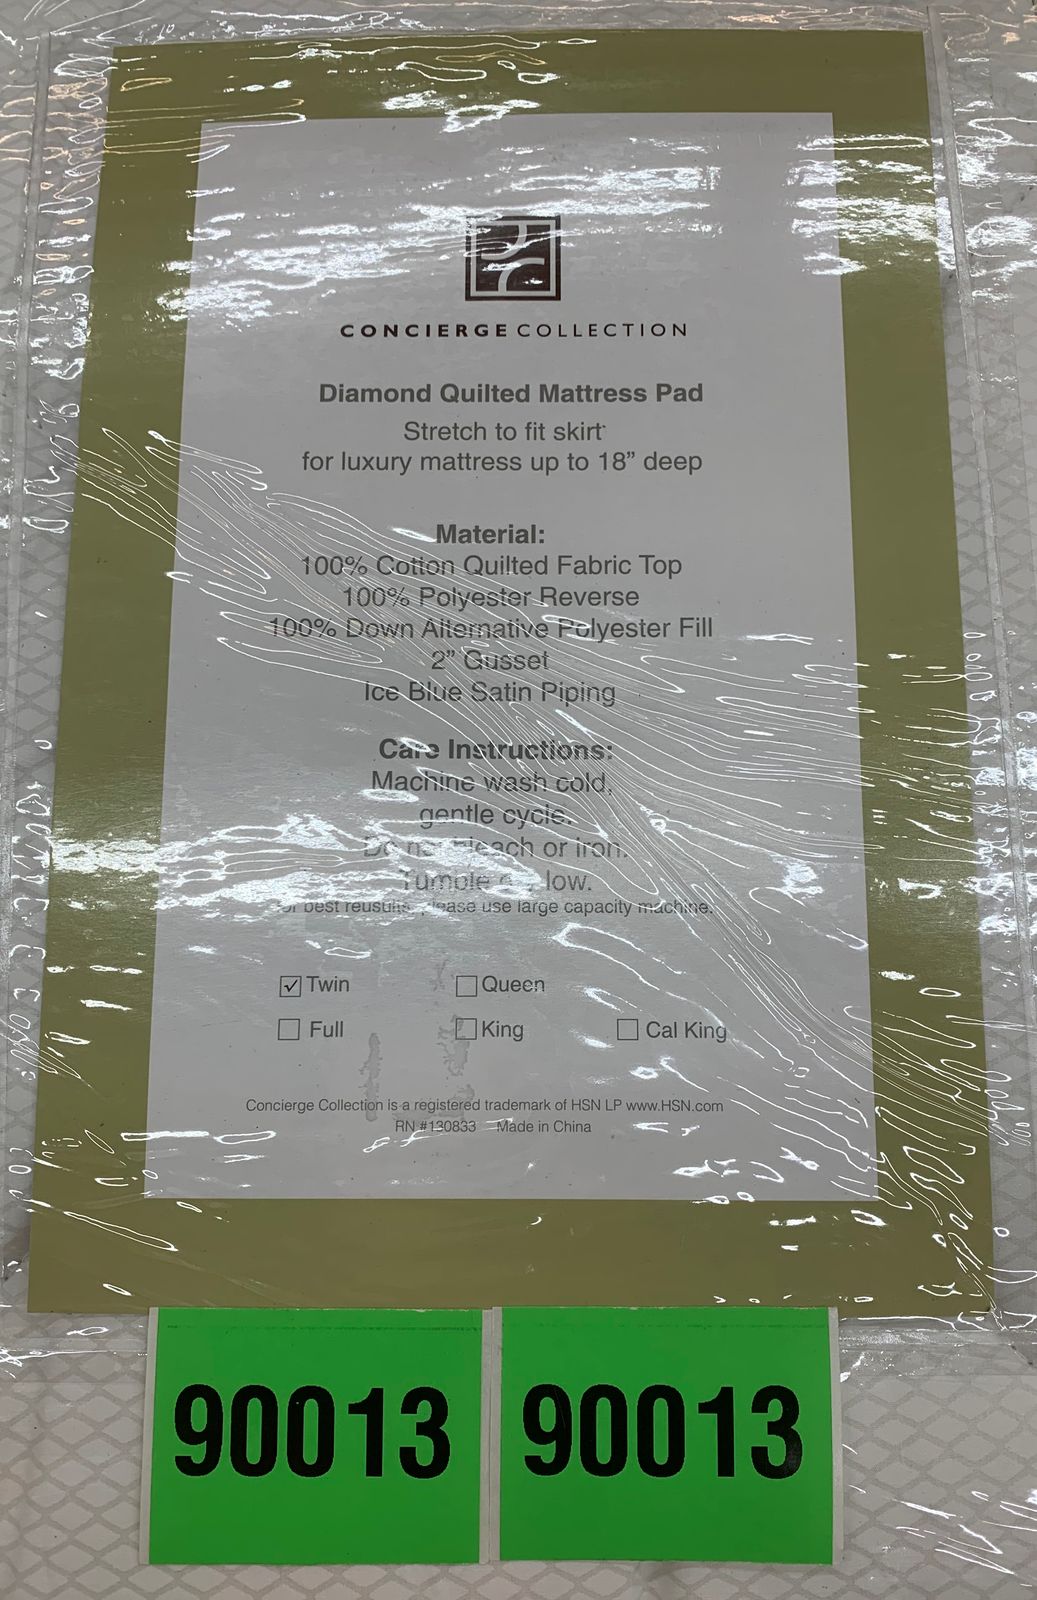 CONCIERGE COLLECTION
Diamond Quilted Mattress Pad
Stretch to fit skirt
for luxury mattress up to 18” deep
Material:
100% Cotton Quilted Fabric Top
100% Polyester Reverse
100% Down Alternative Polyester Fill
2” Gusset
Ice Blue Satin Piping
Care Instructions:
Machine wash cold,
gentle cycle.
Do not bleach or iron.
Tumble dry low.
For best reusults, please use large capacity machine.
☑ Twin ☐ Queen
☐ Full ☐ King ☐ Cal King
Concierge Collection is a registered trademark of HSN LP www.HSN.com
RN #130833 Made in China
90013 90013